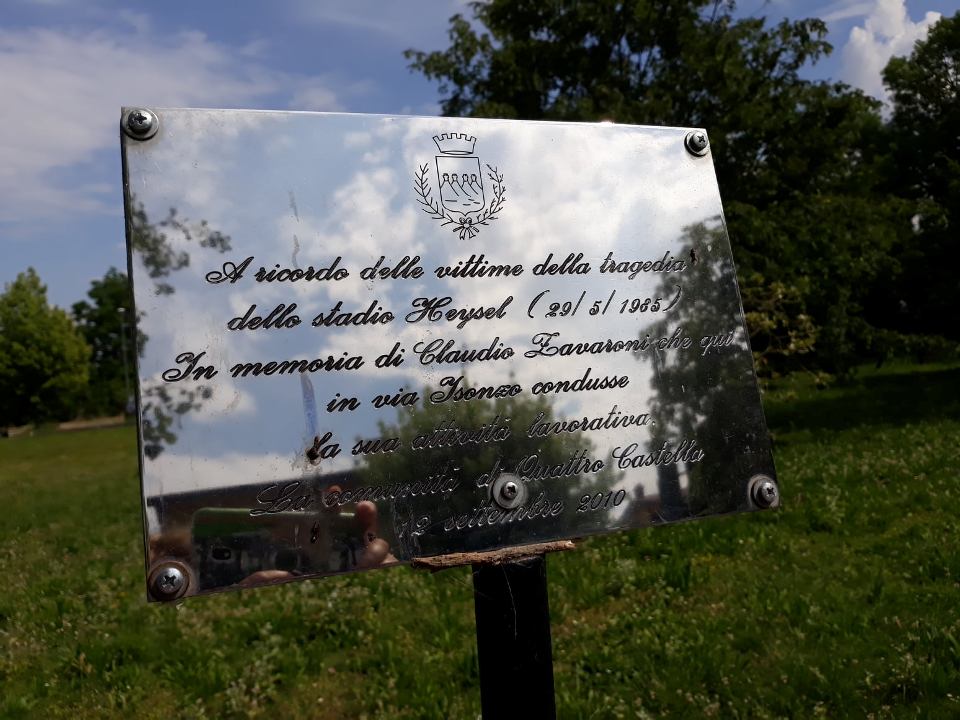 A ricordo delle vittime della tragedia
dello stadio Heysel (29/5/1985)
In memoria di Claudio Zavaroni che qui
in via Isonzo condusse
la sua attività lavorativa.
La comunità di Quattro Castella
12 settembre 2010